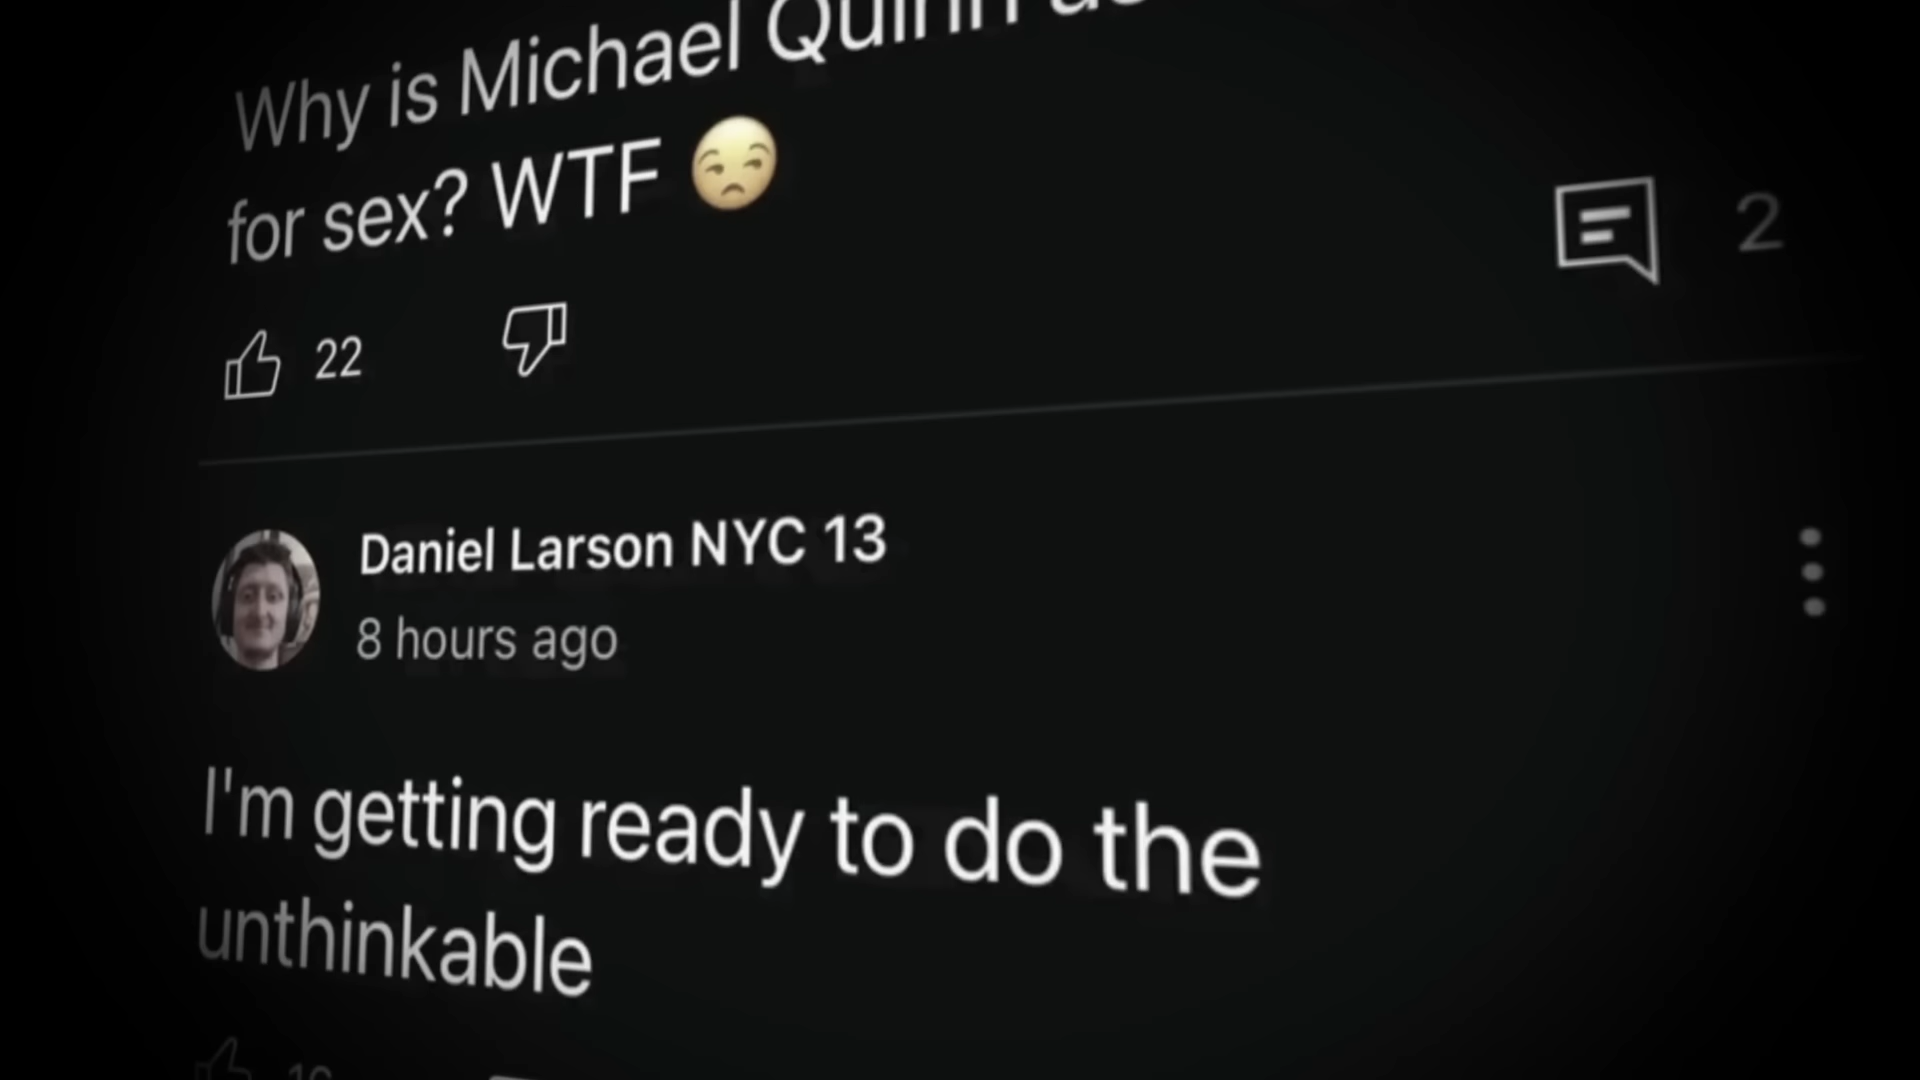 Why is Michael Quinn
for sex? WTF
22
2
Daniel Larson NYC 13
8 hours ago
I'm getting ready to do the
unthinkable